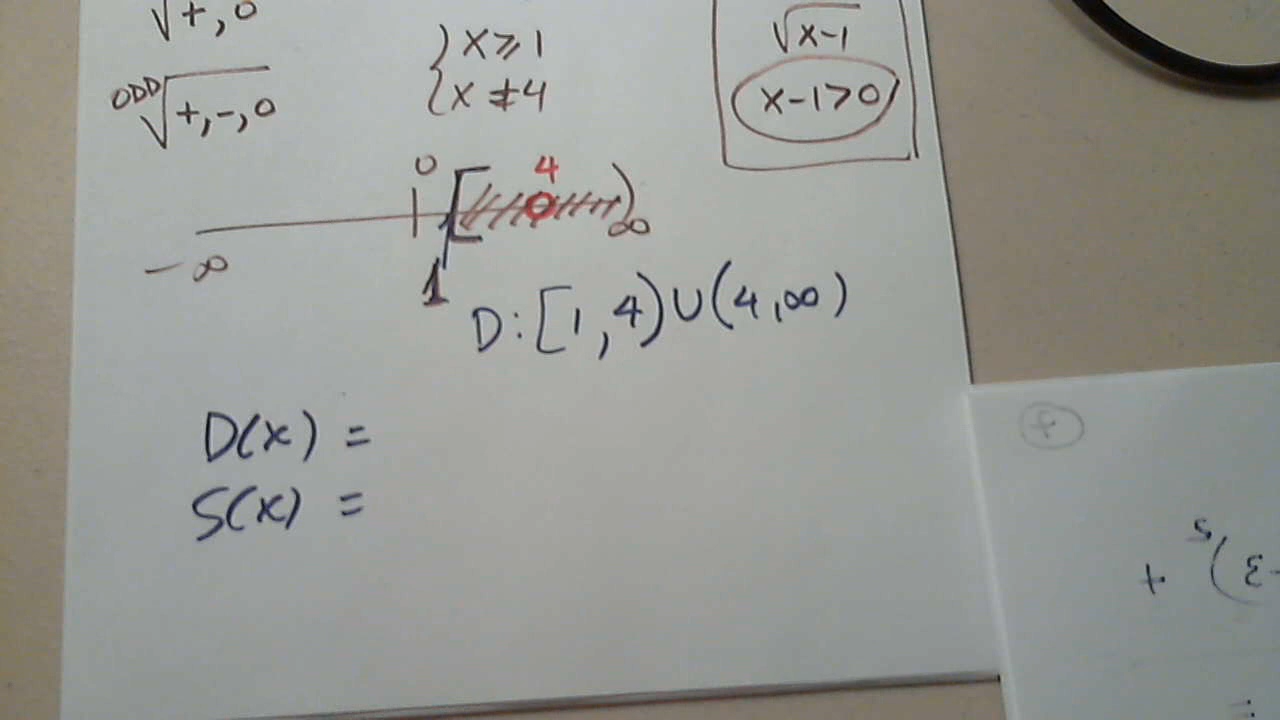 √+,0
ODD√+,-,0
{x≥1
{x≠4
√x-1
x-1>0
0
4
-∞
∞
1
D:[1,4)∪(4,∞)
D(x) =
S(x) =